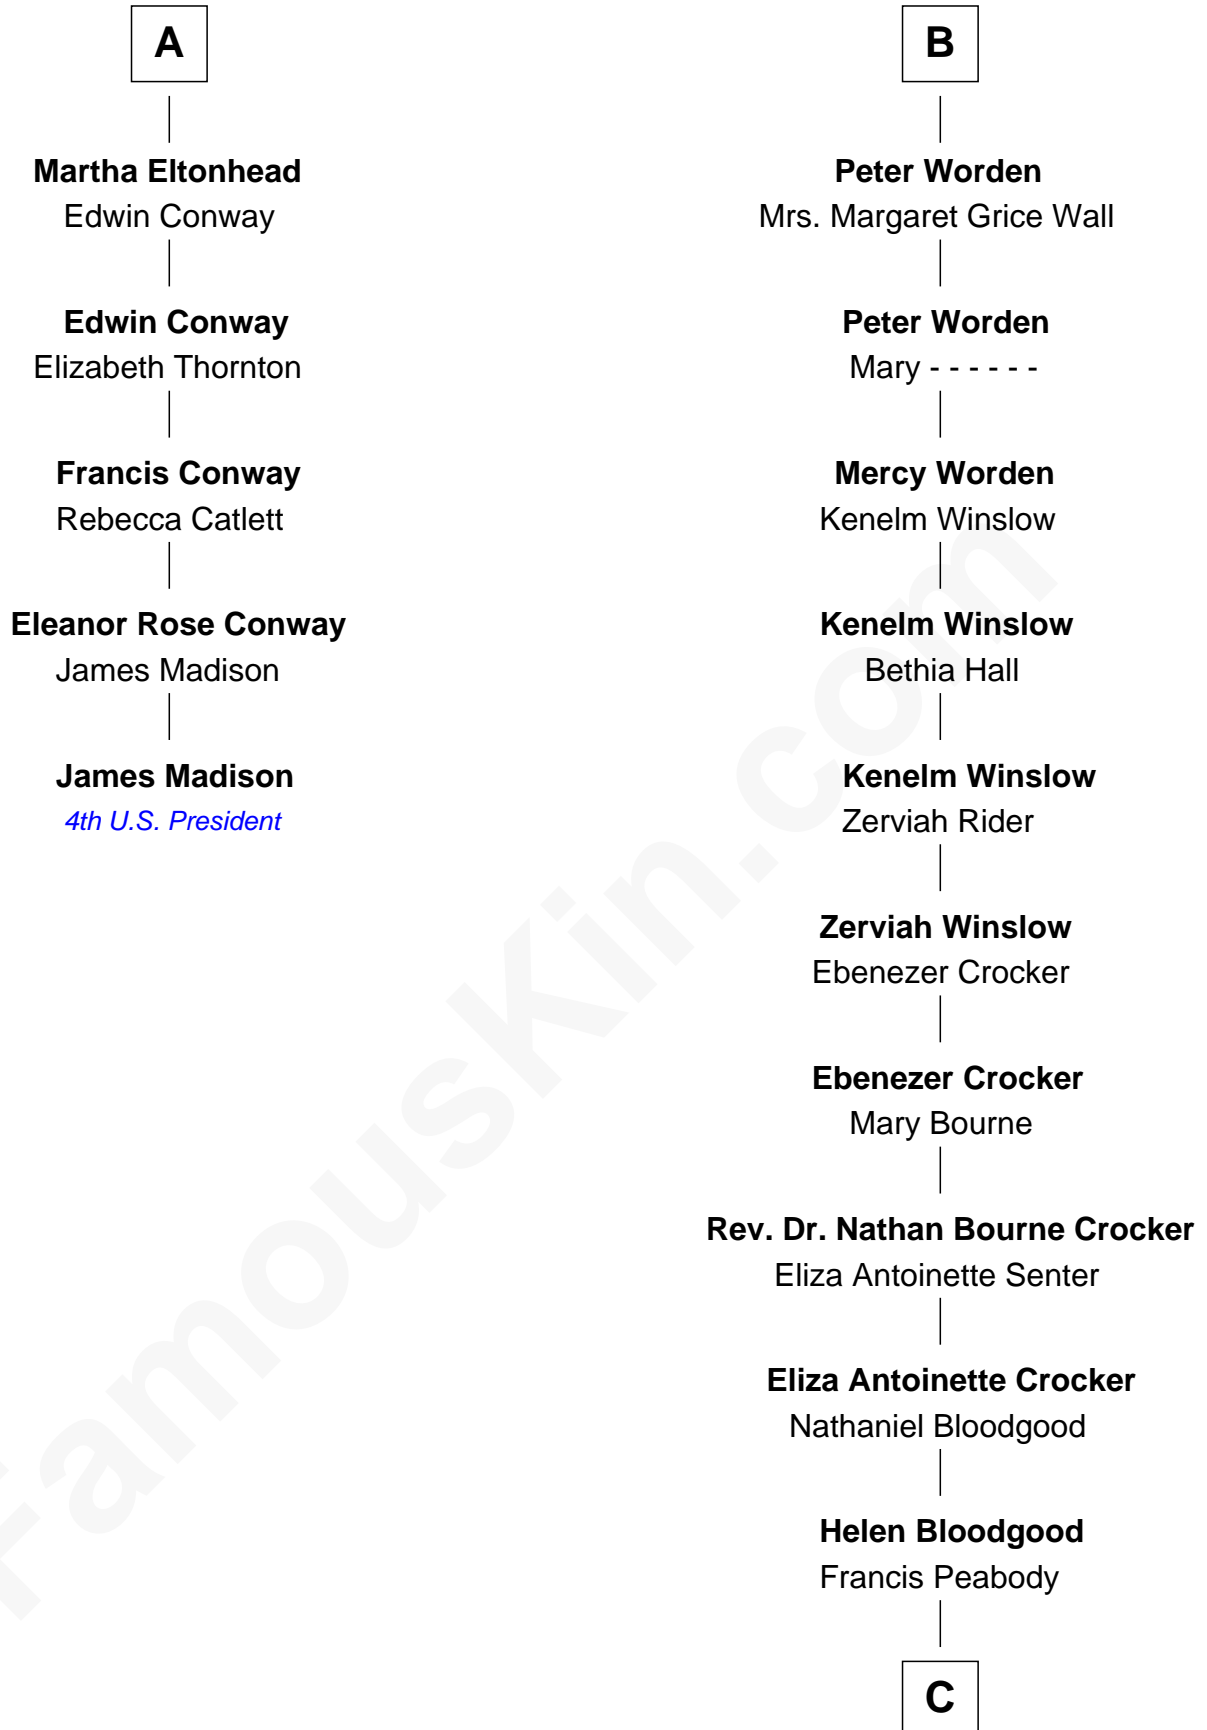 A
Martha Eltonhead
Edwin Conway
Edwin Conway
Elizabeth Thornton
Francis Conway
Rebecca Catlett
Eleanor Rose Conway
James Madison
James Madison
4th U.S. President
B
Peter Worden
Mrs. Margaret Grice Wall
Peter Worden
Mary - - - - - -
Mercy Worden
Kenelm Winslow
Kenelm Winslow
Bethia Hall
Kenelm Winslow
Zerviah Rider
Zerviah Winslow
Ebenezer Crocker
Ebenezer Crocker
Mary Bourne
Rev. Dr. Nathan Bourne Crocker
Eliza Antoinette Senter
Eliza Antoinette Crocker
Nathaniel Bloodgood
Helen Bloodgood
Francis Peabody
C
FamousKin.com